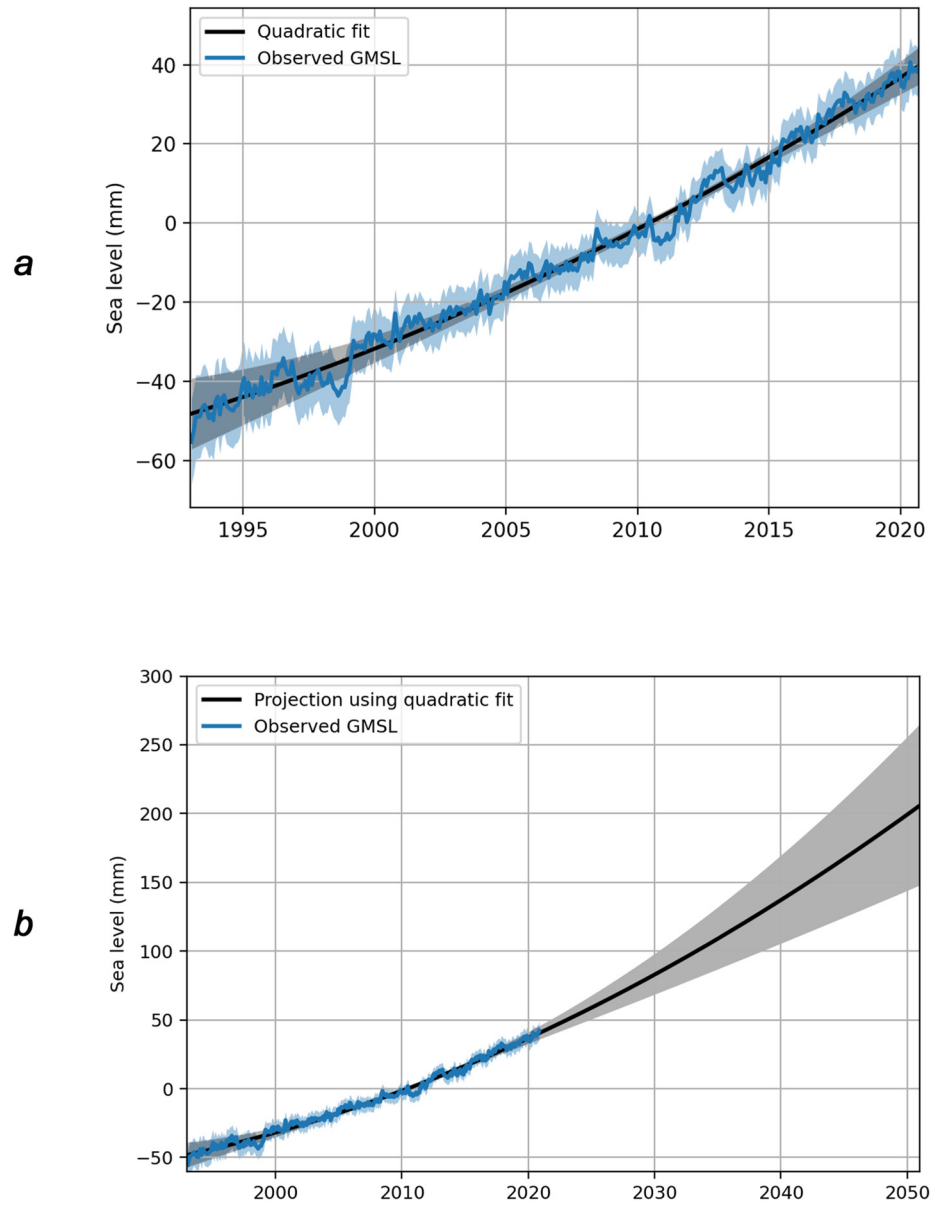 Quadratic fit
Observed GMSL
40
20
0
−20
−40
−60
Sea level (mm)
a
1995 2000 2005 2010 2015 2020
Projection using quadratic fit
Observed GMSL
300
250
200
150
100
50
0
−50
Sea level (mm)
b
2000 2010 2020 2030 2040 2050